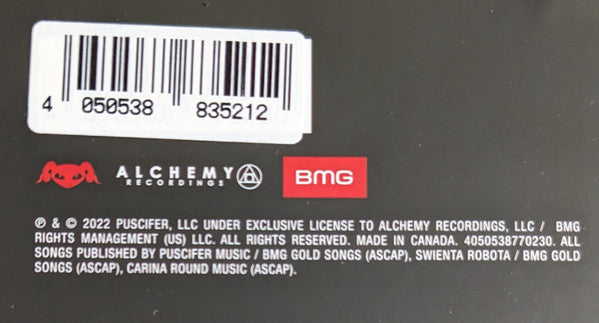 4 050538 835212
ALCHEMY
RECORDINGS
BMG
℗ & © 2022 PUSCIFER, LLC UNDER EXCLUSIVE LICENSE TO ALCHEMY RECORDINGS, LLC / BMG
RIGHTS MANAGEMENT (US) LLC. ALL RIGHTS RESERVED. MADE IN CANADA. 4050538770230. ALL
SONGS PUBLISHED BY PUSCIFER MUSIC / BMG GOLD SONGS (ASCAP), SWIENTA ROBOTA / BMG GOLD
SONGS (ASCAP), CARINA ROUND MUSIC (ASCAP).